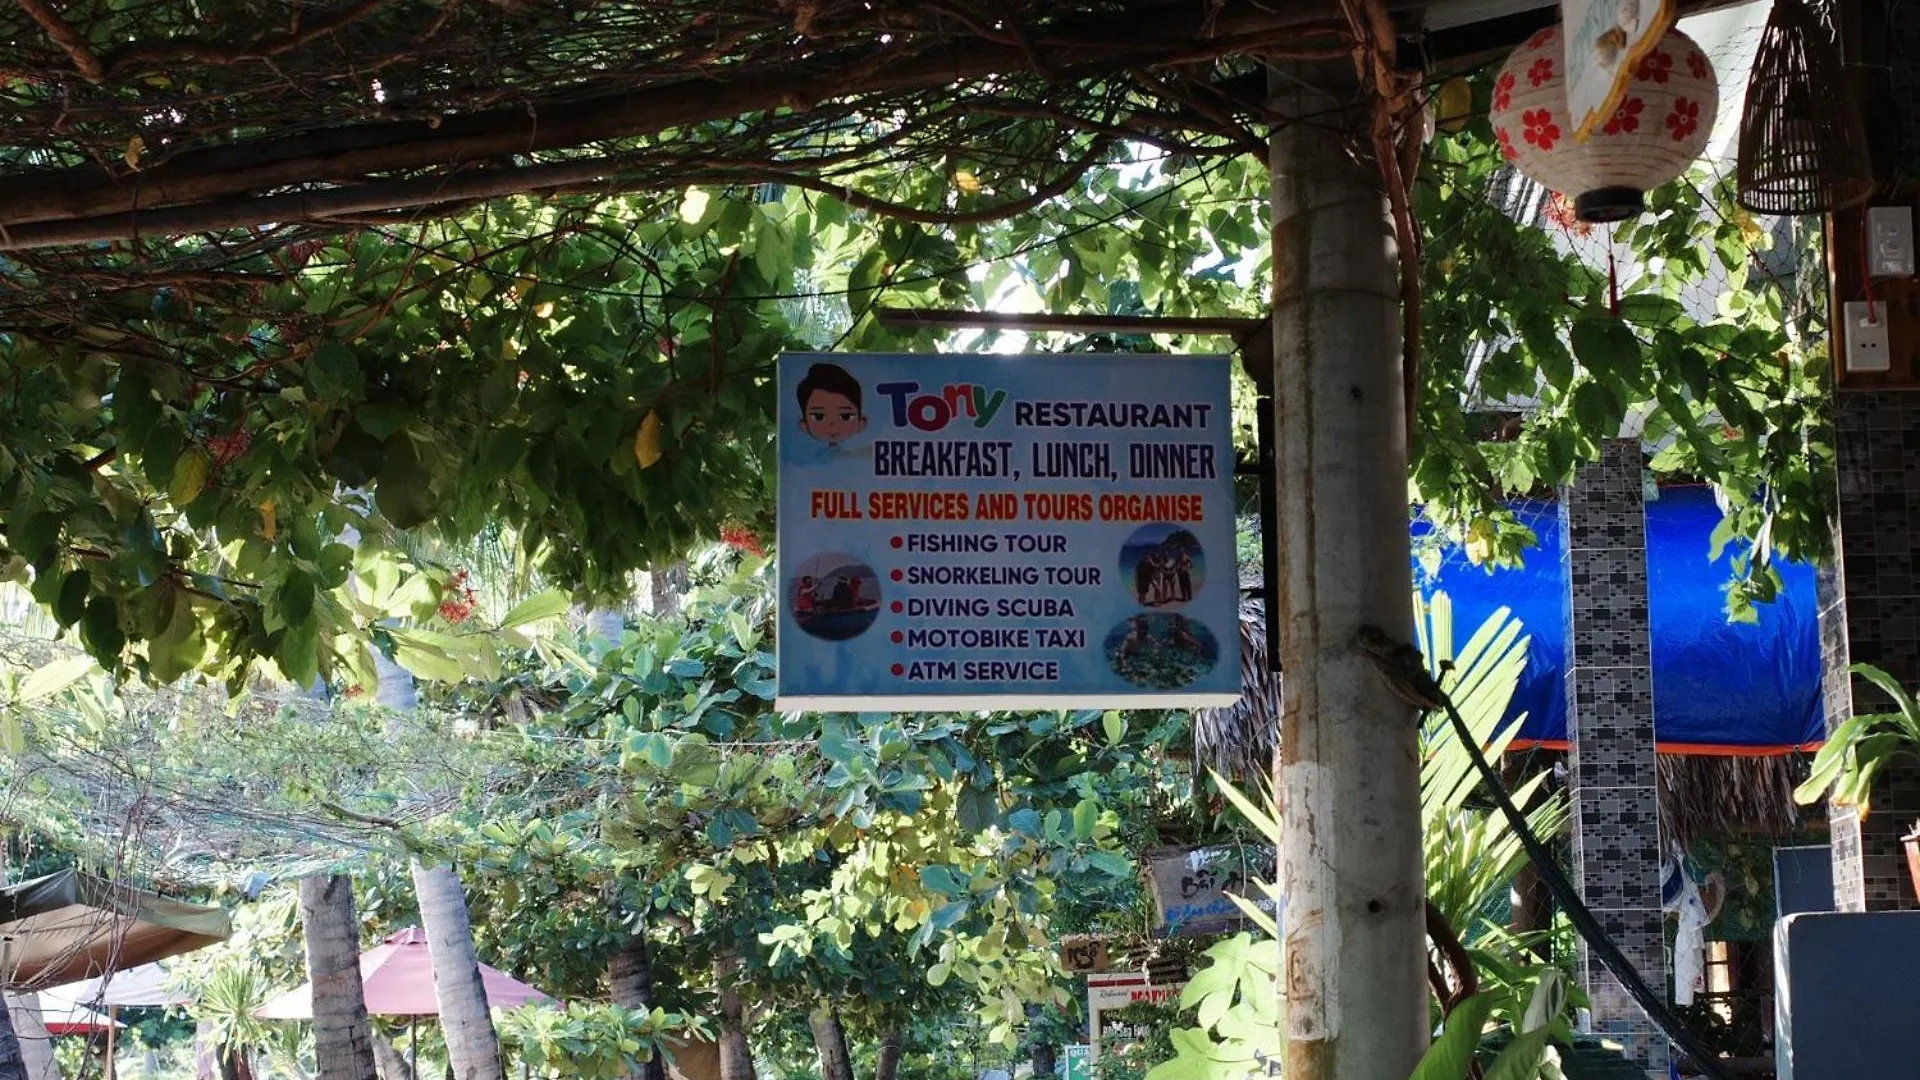 Tony RESTAURANT
BREAKFAST, LUNCH, DINNER
FULL SERVICES AND TOURS ORGANISE
• FISHING TOUR
• SNORKELING TOUR
• DIVING SCUBA
• MOTOBIKE TAXI
• ATM SERVICE